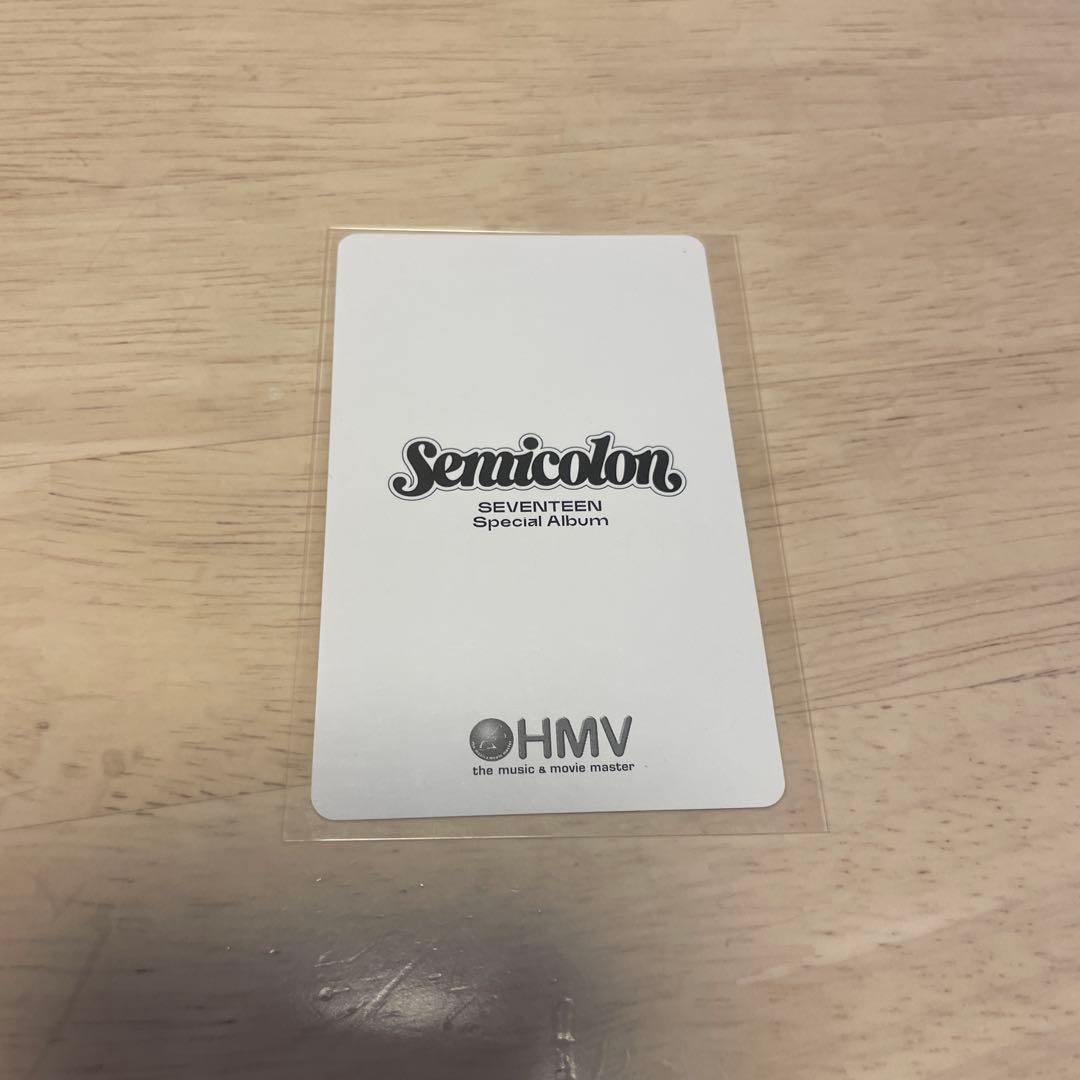 Semicolon
SEVENTEEN
Special Album
HMV
the music & movie master